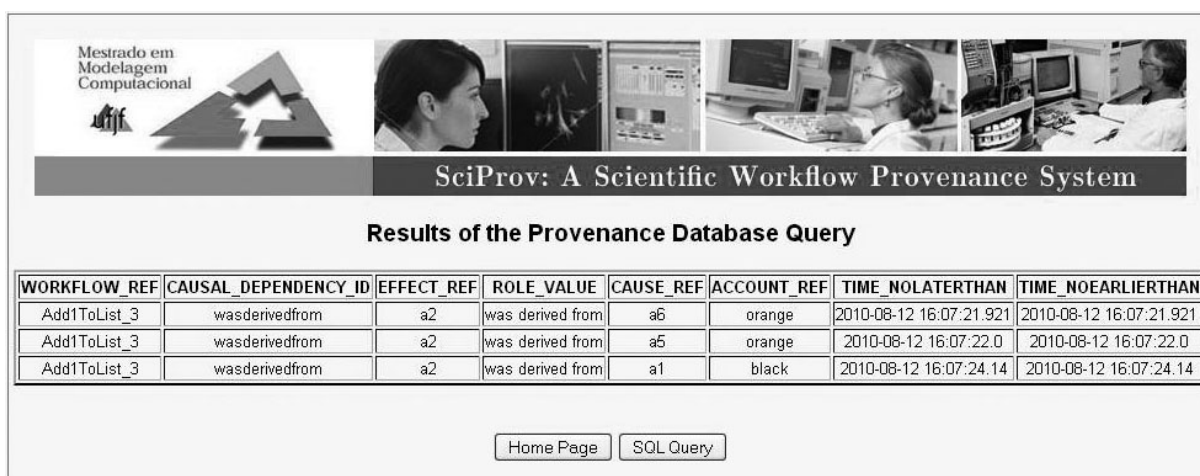 Mestrado em
Modelagem
Computacional
ufjf
SciProv: A Scientific Workflow Provenance System
Results of the Provenance Database Query
WORKFLOW_REF CAUSAL_DEPENDENCY_ID EFFECT_REF ROLE_VALUE CAUSE_REF ACCOUNT_REF TIME_NOLATERTHAN TIME_NOEARLIERTHAN
Add1ToList_3 wasderivedfrom a2 was derived from a6 orange 2010-08-12 16:07:21.921 2010-08-12 16:07:21.921
Add1ToList_3 wasderivedfrom a2 was derived from a5 orange 2010-08-12 16:07:22.0 2010-08-12 16:07:22.0
Add1ToList_3 wasderivedfrom a2 was derived from a1 black 2010-08-12 16:07:24.14 2010-08-12 16:07:24.14
Home Page SQL Query